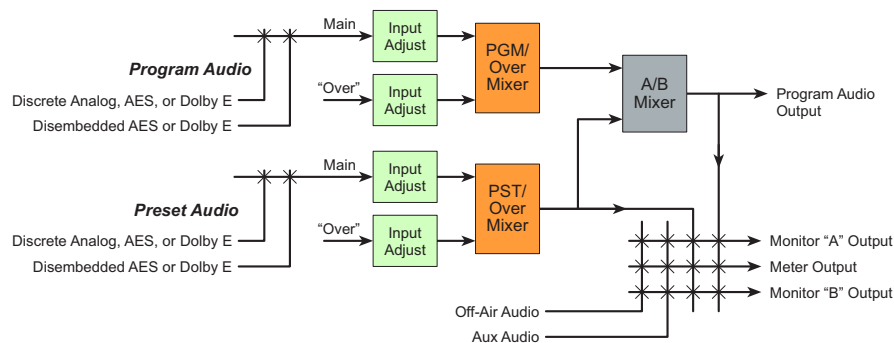 Main
Input
Adjust
Program Audio
"Over"
Input
Adjust
PGM/
Over
Mixer
A/B
Mixer
Program Audio
Output
Discrete Analog, AES, or Dolby E
Disembedded AES or Dolby E
Main
Input
Adjust
Preset Audio
"Over"
Input
Adjust
PST/
Over
Mixer
Discrete Analog, AES, or Dolby E
Disembedded AES or Dolby E
Monitor "A" Output
Meter Output
Monitor "B" Output
Off-Air Audio
Aux Audio